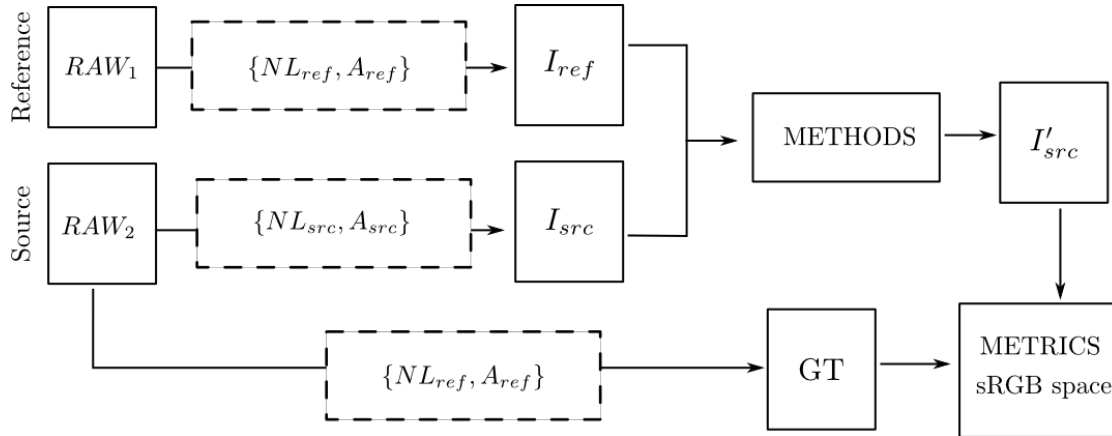 Reference
RAW_1
{NL_ref, A_ref}
I_ref
METHODS
I'_src
Source
RAW_2
{NL_src, A_src}
I_src
{NL_ref, A_ref}
GT
METRICS
sRGB space